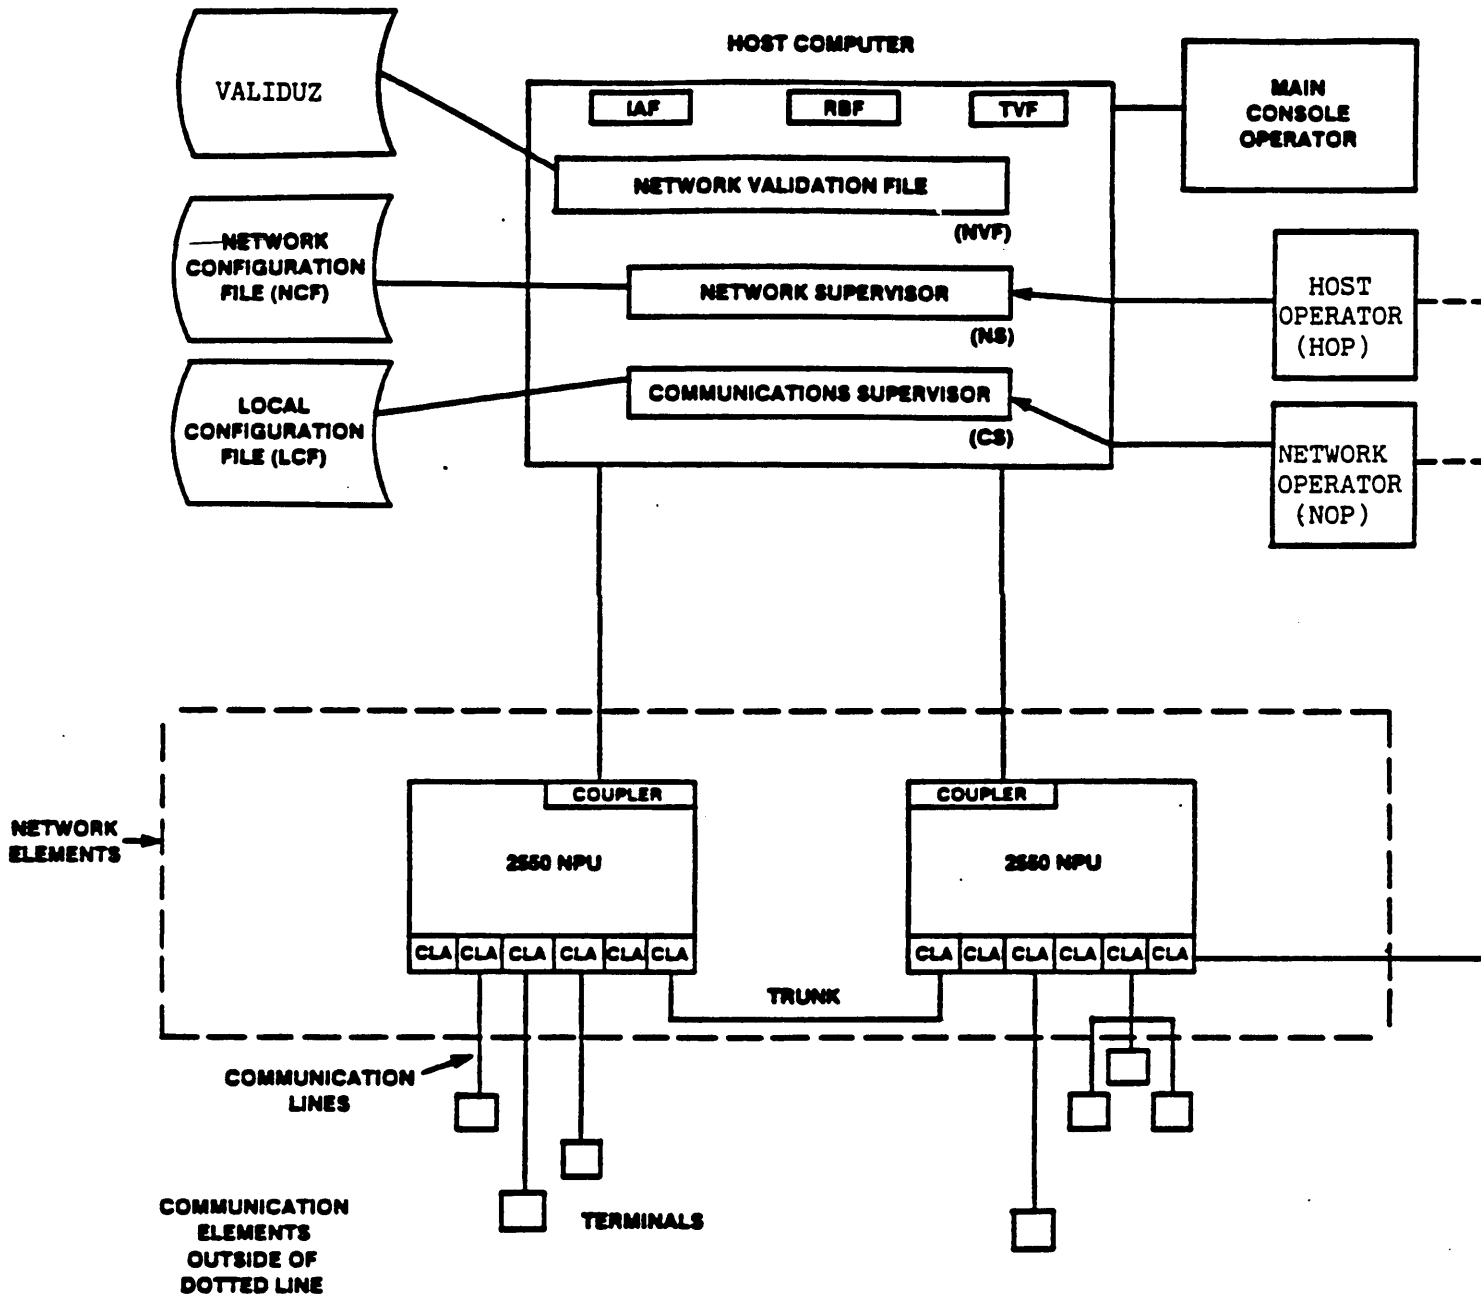 HOST COMPUTER
VALIDUZ
IAF
RBF
TVF
MAIN
CONSOLE
OPERATOR
NETWORK VALIDATION FILE
(NVF)
NETWORK
CONFIGURATION
FILE (NCF)
NETWORK SUPERVISOR
(NS)
HOST
OPERATOR
(HOP)
LOCAL
CONFIGURATION
FILE (LCF)
COMMUNICATIONS SUPERVISOR
(CS)
NETWORK
OPERATOR
(NOP)
COUPLER
COUPLER
NETWORK
ELEMENTS
2550 NPU
2550 NPU
CLA CLA CLA CLA CLA CLA
CLA CLA CLA CLA CLA CLA
TRUNK
COMMUNICATION
LINES
TERMINALS
COMMUNICATION
ELEMENTS
OUTSIDE OF
DOTTED LINE